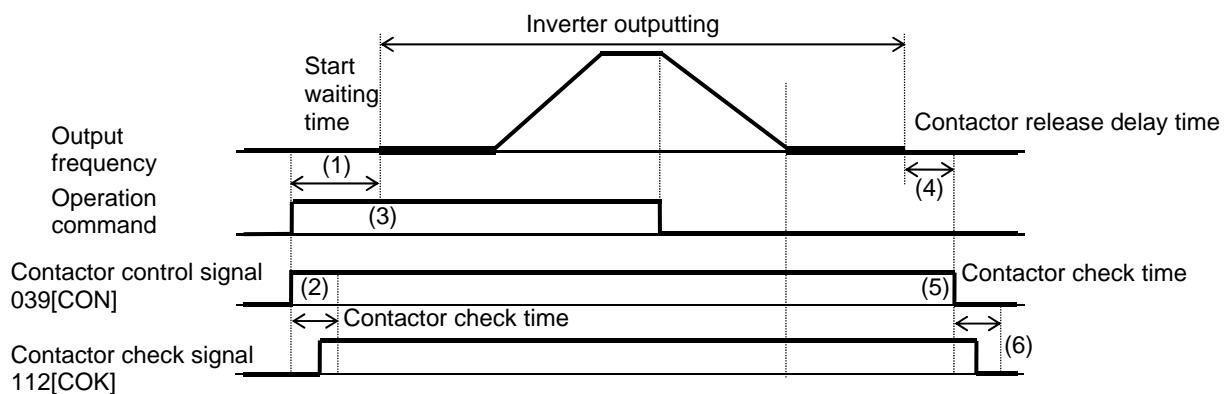 Inverter outputting
Start
waiting
time
Contactor release delay time
Output
frequency
(1)
(4)
Operation
command
(3)
Contactor control signal
039[CON]
(2)
(5)
Contactor check time
Contactor check time
(6)
Contactor check signal
112[COK]